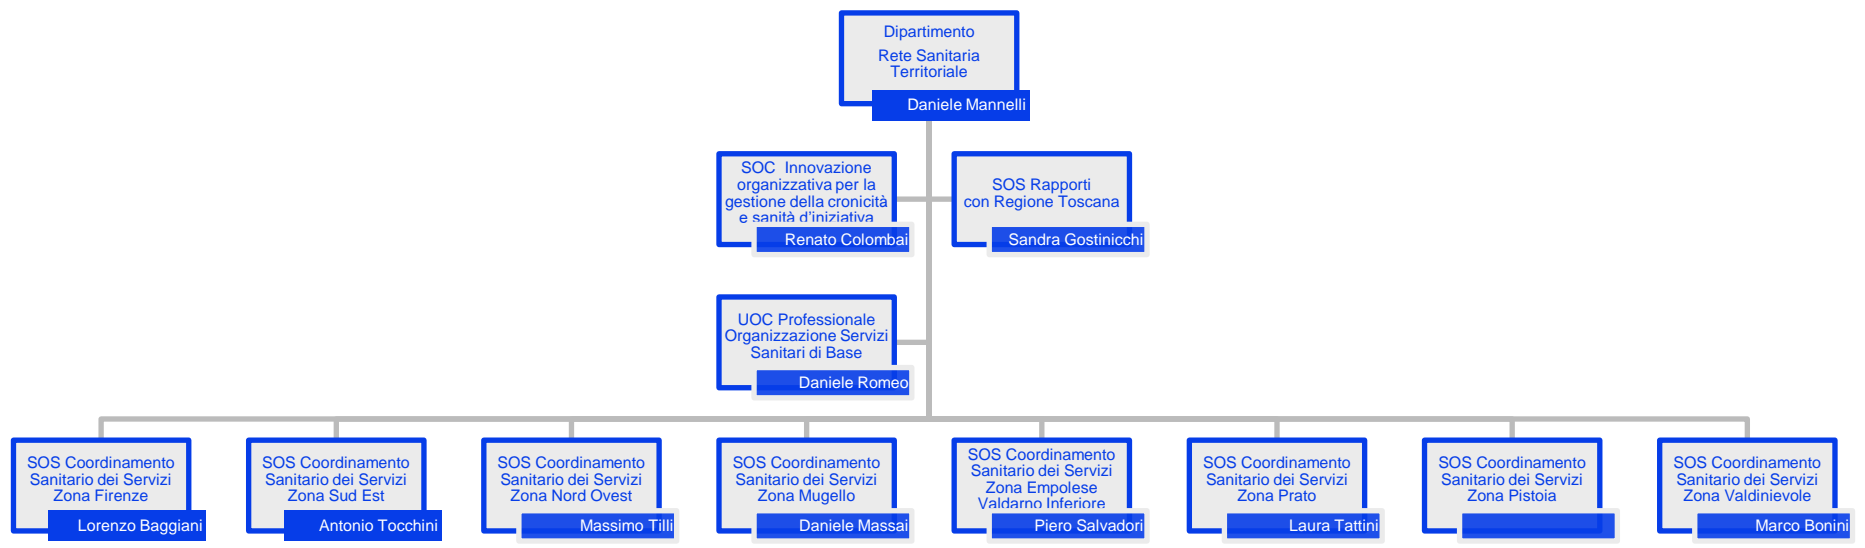 Dipartimento
Rete Sanitaria
Territoriale
Daniele Mannelli
SOC Innovazione
organizzativa per la
gestione della cronicità
e sanità d'iniziativa
Renato Colombai
SOS Rapporti
con Regione Toscana
Sandra Gostinicchi
UOC Professionale
Organizzazione Servizi
Sanitari di Base
Daniele Romeo
SOS Coordinamento
Sanitario dei Servizi
Zona Firenze
Lorenzo Baggiani
SOS Coordinamento
Sanitario dei Servizi
Zona Sud Est
Antonio Tocchini
SOS Coordinamento
Sanitario dei Servizi
Zona Nord Ovest
Massimo Tilli
SOS Coordinamento
Sanitario dei Servizi
Zona Mugello
Daniele Massai
SOS Coordinamento
Sanitario dei Servizi
Zona Empolese
Valdarno Inferiore
Piero Salvadori
SOS Coordinamento
Sanitario dei Servizi
Zona Prato
Laura Tattini
SOS Coordinamento
Sanitario dei Servizi
Zona Pistoia
SOS Coordinamento
Sanitario dei Servizi
Zona Valdinievole
Marco Bonini